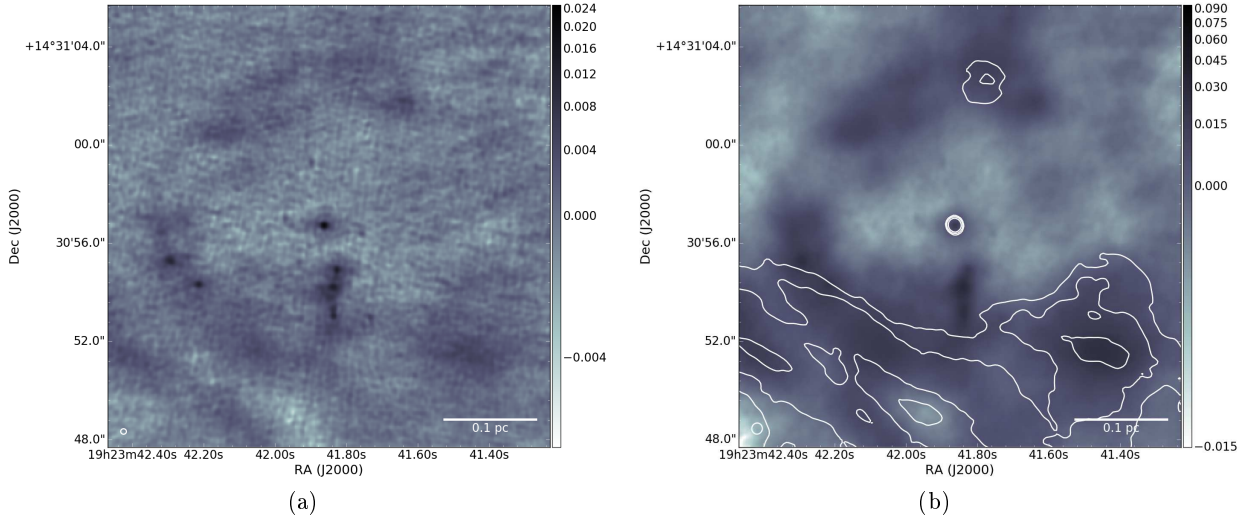 0.024
0.020
0.016
0.012
0.008
0.004
0.000
−0.004
+14°31'04.0"
00.0"
30'56.0"
52.0"
48.0"
Dec (J2000)
19h23m42.40s 42.20s 42.00s 41.80s 41.60s 41.40s
RA (J2000)
0.1 pc
(a)
0.090
0.075
0.060
0.045
0.030
0.015
0.000
−0.015
+14°31'04.0"
00.0"
30'56.0"
52.0"
48.0"
Dec (J2000)
19h23m42.40s 42.20s 42.00s 41.80s 41.60s 41.40s
RA (J2000)
0.1 pc
(b)